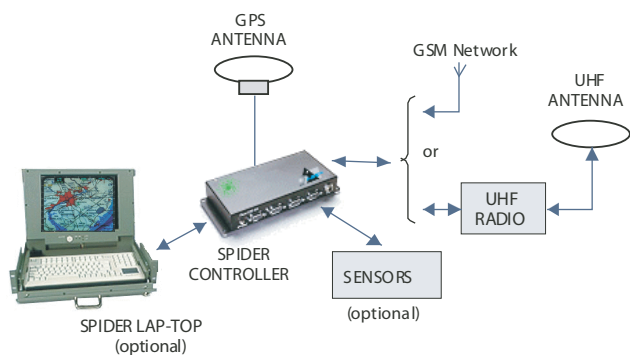 GPS
ANTENNA
GSM Network
UHF
ANTENNA
or
UHF
RADIO
SPIDER
CONTROLLER
SENSORS
(optional)
SPIDER LAP-TOP
(optional)